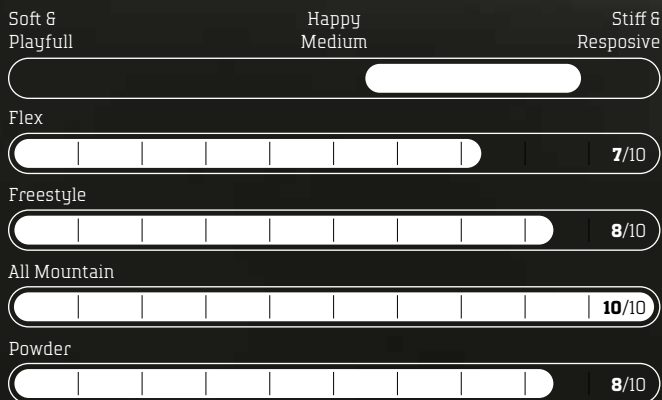 Soft &
Playfull
Happy
Medium
Stiff &
Resposive
Flex
7/10
Freestyle
8/10
All Mountain
10/10
Powder
8/10